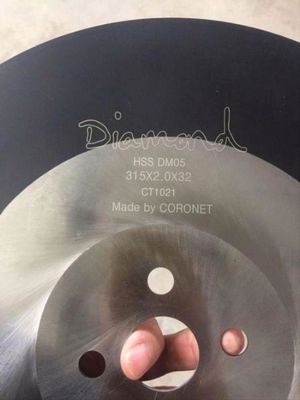 Diamond
HSS DM05
315X2.0X32
CT1021
Made by CORONET